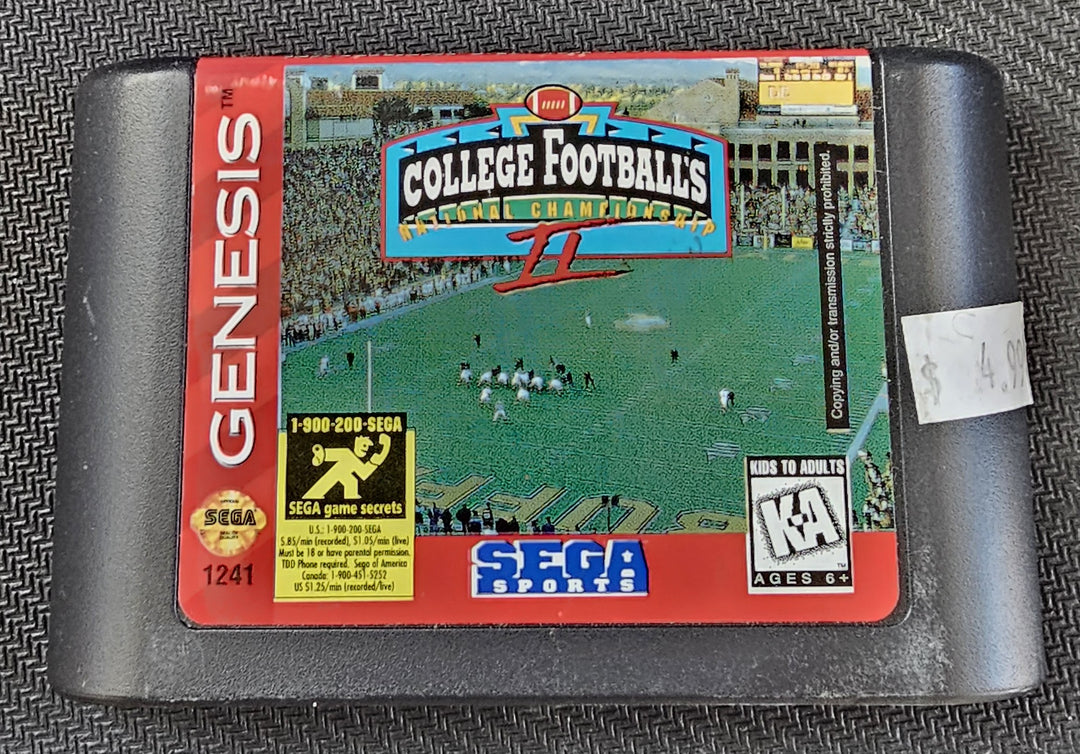 GENESIS™
COLLEGE FOOTBALL'S
NATIONAL CHAMPIONSHIP
II
Copying and/or transmission strictly prohibited.
$ 4.99
1-900-200-SEGA
SEGA game secrets
U.S.: 1-900-200-SEGA
$.85/min (recorded), $1.05/min (live)
Must be 18 or have parental permission.
TDD Phone required. Sega of America
Canada: 1-900-451-5252
US $1.25/min (recorded/live)
KIDS TO ADULTS
K-A
™
AGES 6+
SEGA
1241
SEGA
SPORTS